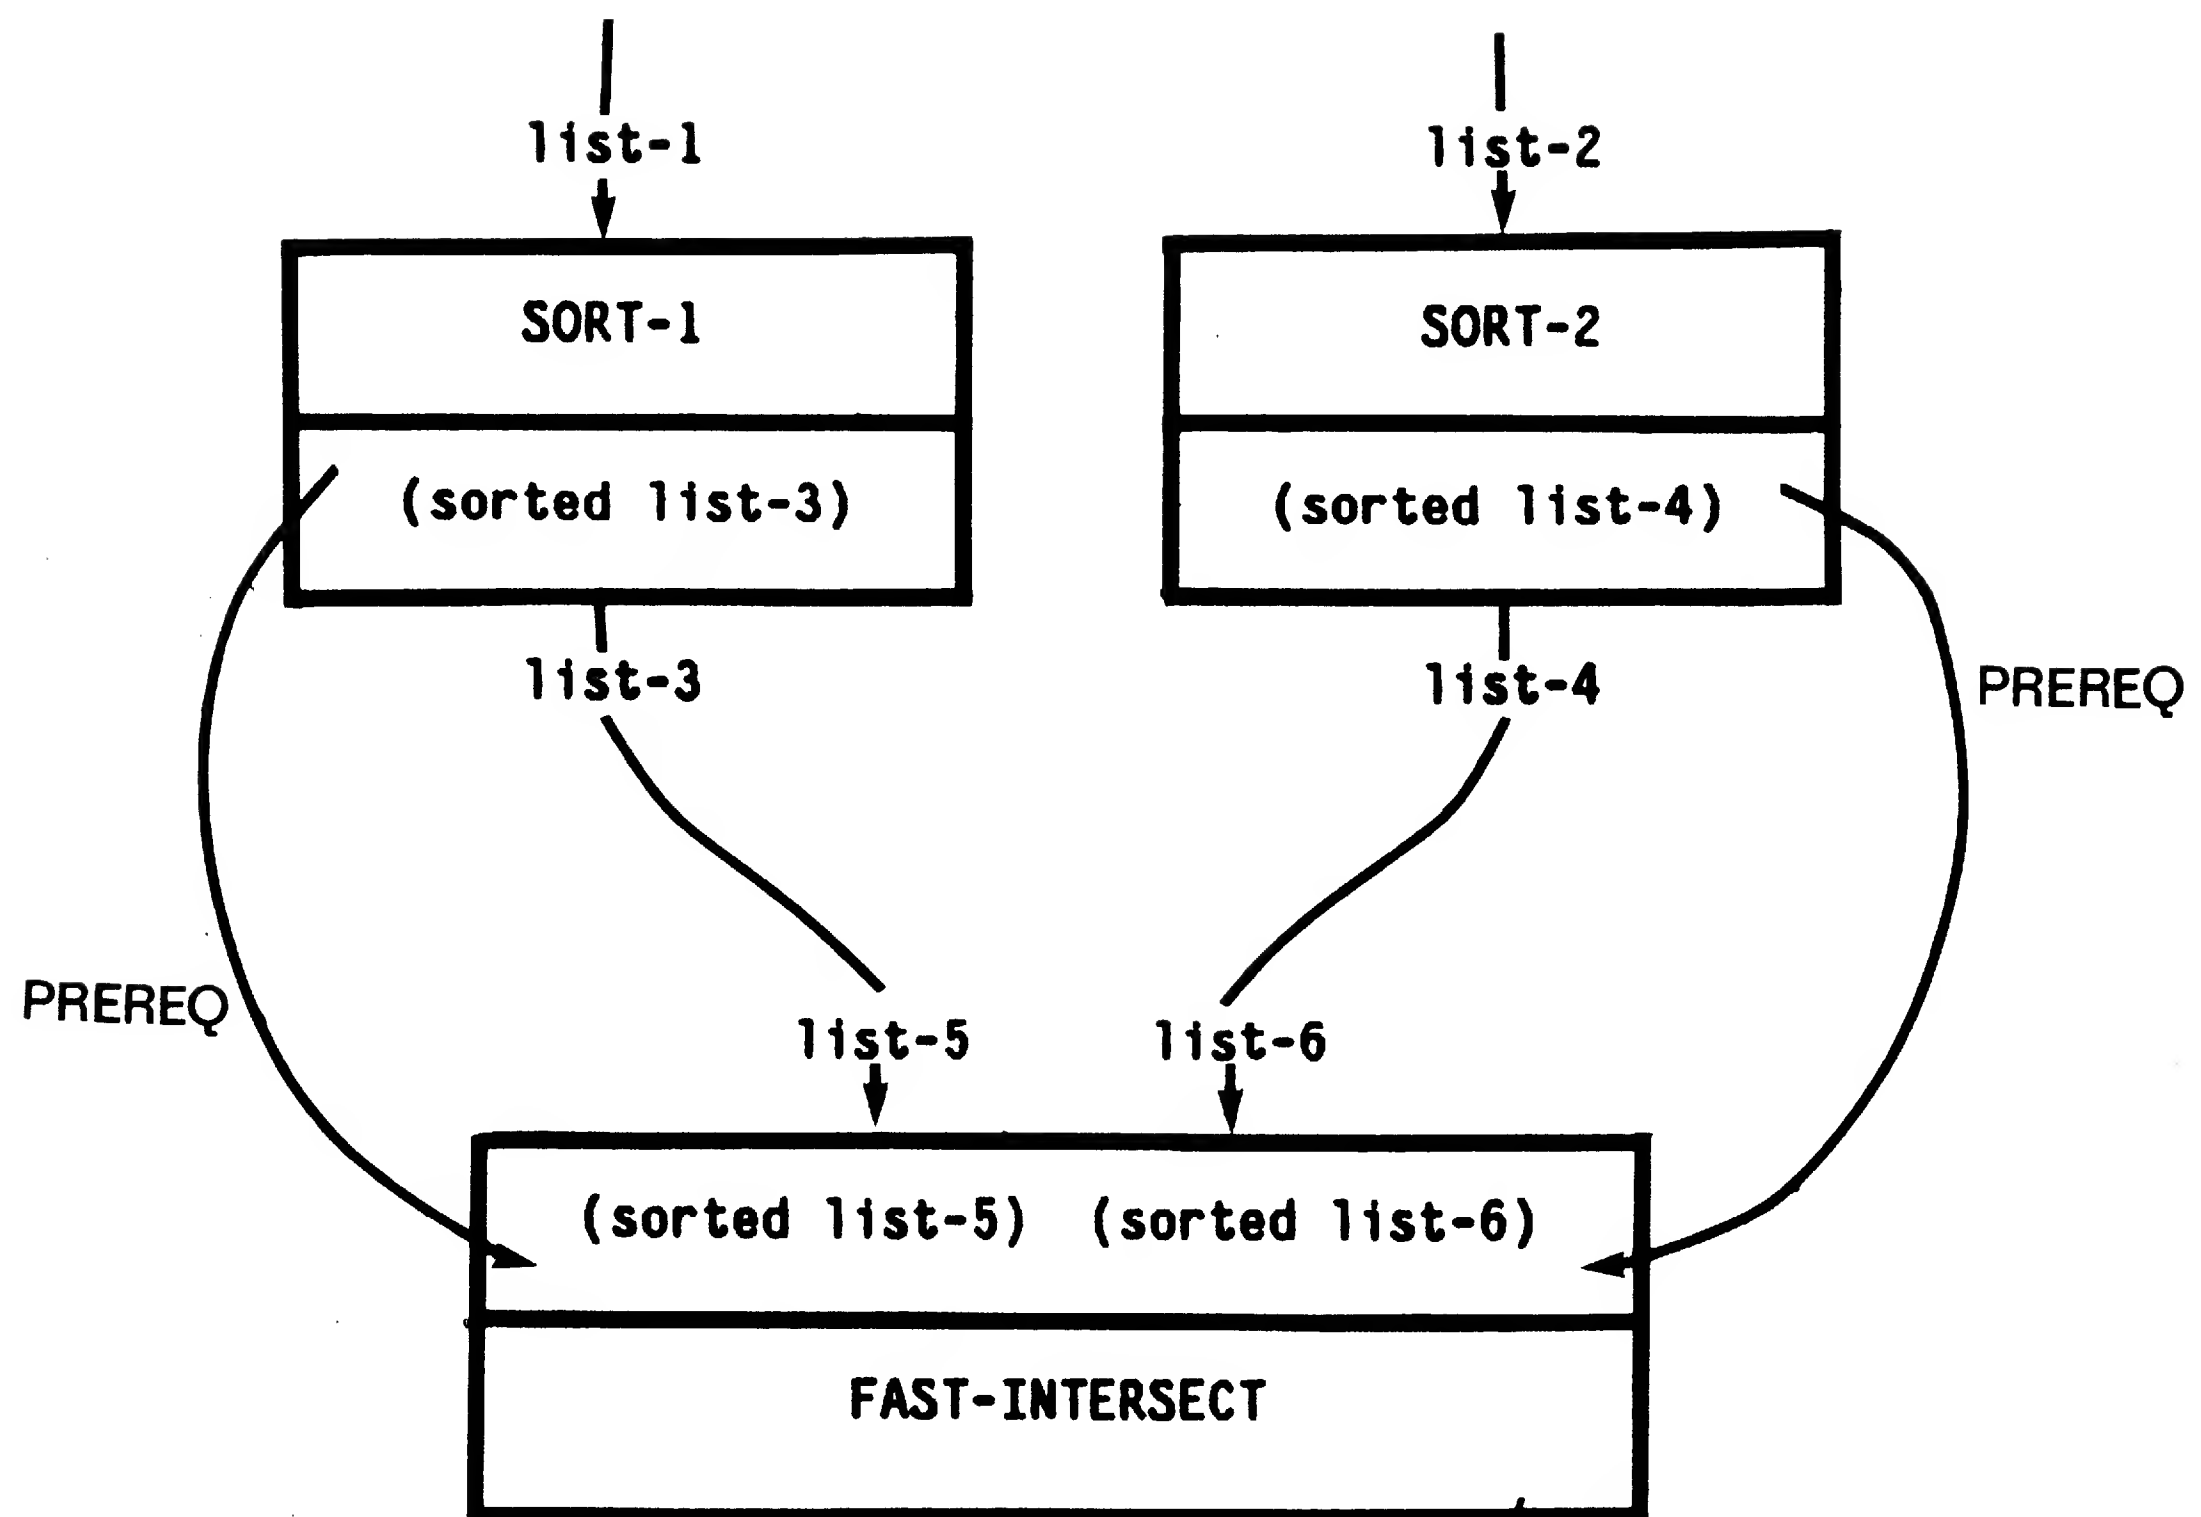 list-1
list-2
SORT-1
SORT-2
(sorted list-3)
(sorted list-4)
list-3
list-4
PREREQ
PREREQ
list-5
list-6
(sorted list-5) (sorted list-6)
FAST-INTERSECT